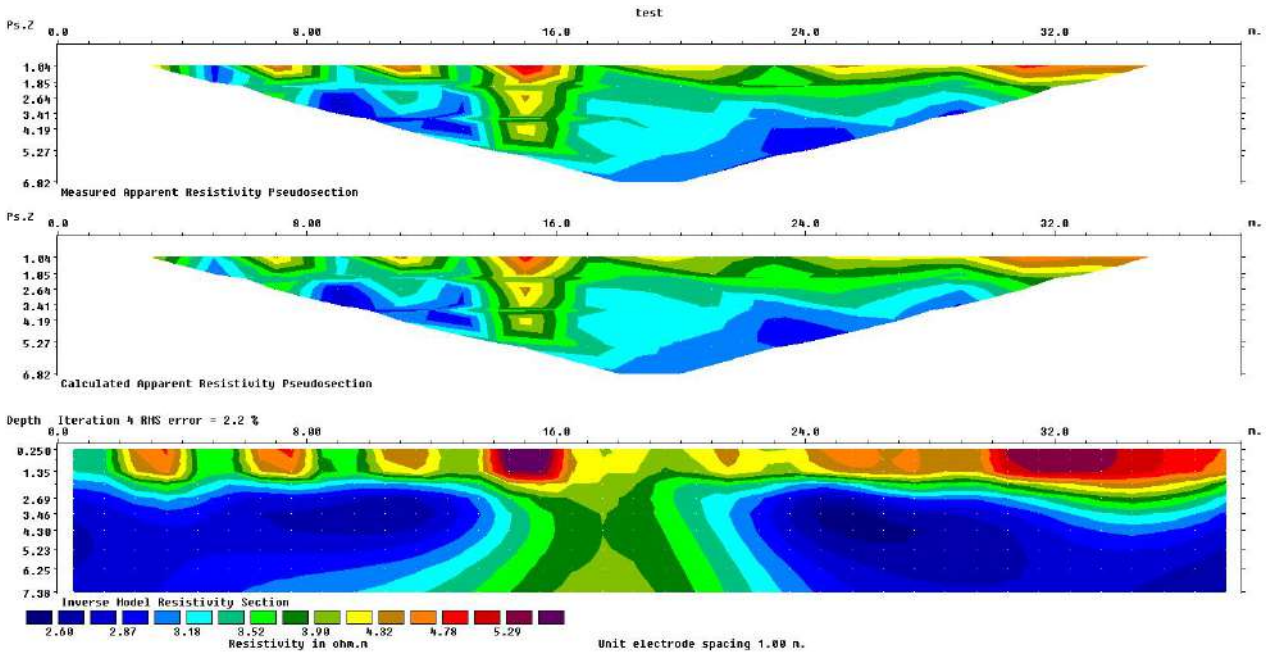 test
Ps.Z 0.0 8.00 16.0 24.0 32.0 m.
1.04
1.85
2.64
3.41
4.19
5.27
6.82
Measured Apparent Resistivity Pseudosection
Ps.Z 0.0 8.00 16.0 24.0 32.0 m.
1.04
1.85
2.64
3.41
4.19
5.27
6.82
Calculated Apparent Resistivity Pseudosection
Depth Iteration 4 RMS error = 2.2 %
0.0 8.00 16.0 24.0 32.0 m.
0.250
1.35
2.69
3.46
4.30
5.23
6.25
7.38
Inverse Model Resistivity Section
2.60 2.87 3.18 3.52 3.90 4.32 4.78 5.29
Resistivity in ohm.m Unit electrode spacing 1.00 m.